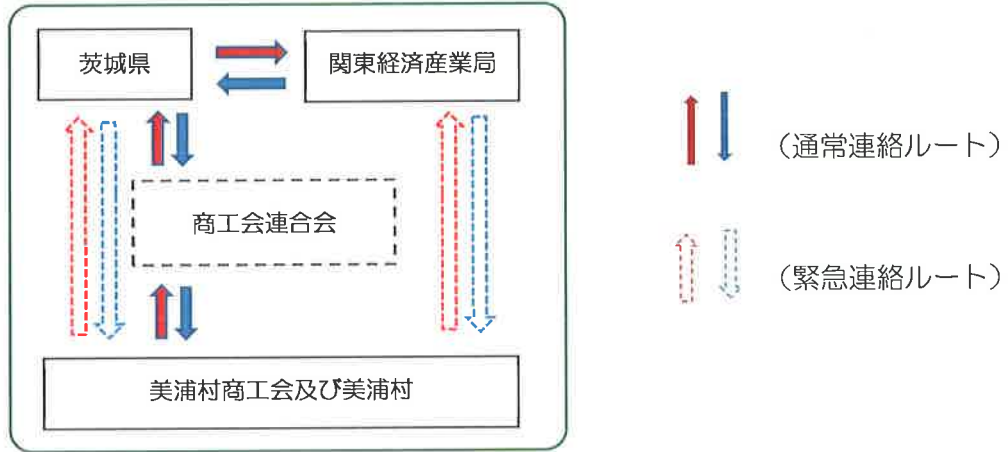 茨城県
関東経済産業局
(通常連絡ルート)
商工会連合会
(緊急連絡ルート)
美浦村商工会及び美浦村